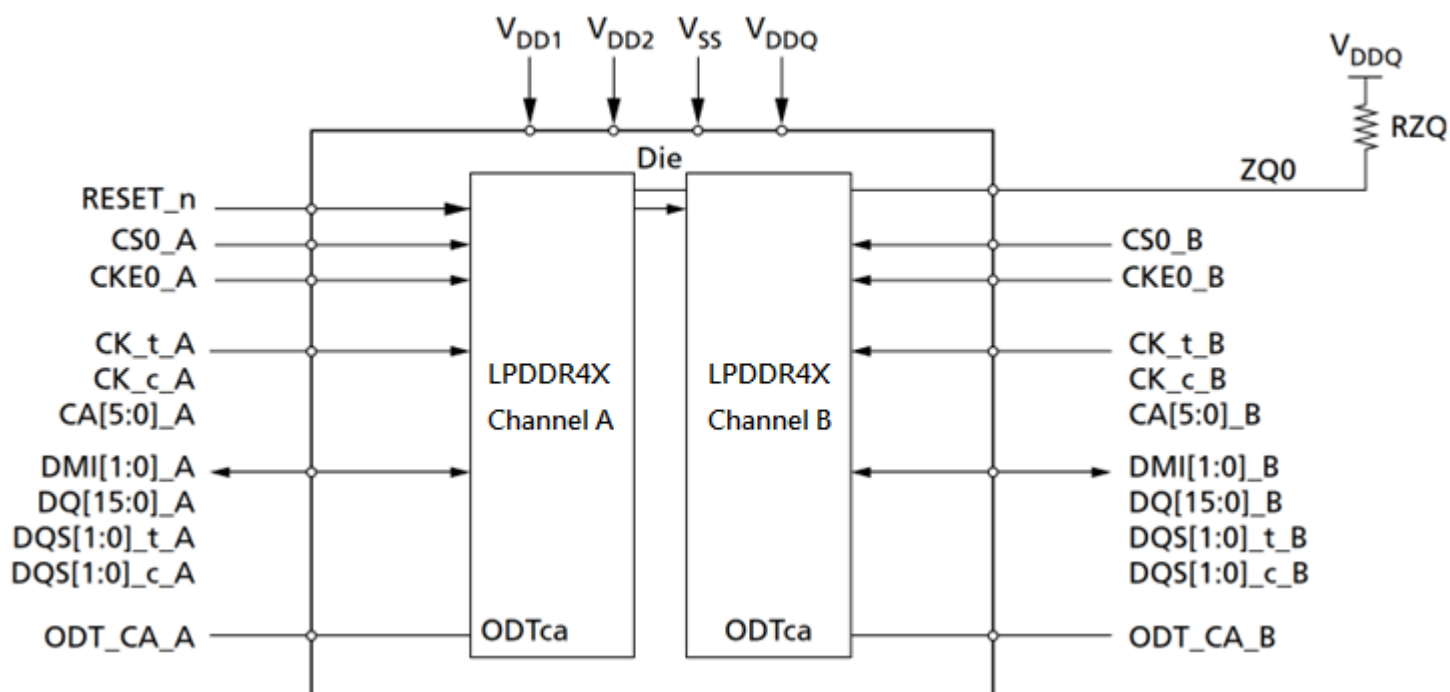 VDD1 VDD2 VSS VDDQ
VDDQ
RZQ
Die
ZQ0
RESET_n
CS0_A
CS0_B
CKE0_A
CKE0_B
CK_t_A
CK_t_B
CK_c_A
CK_c_B
CA[5:0]_A
CA[5:0]_B
LPDDR4X
Channel A
LPDDR4X
Channel B
DMI[1:0]_A
DMI[1:0]_B
DQ[15:0]_A
DQ[15:0]_B
DQS[1:0]_t_A
DQS[1:0]_t_B
DQS[1:0]_c_A
DQS[1:0]_c_B
ODT_CA_A
ODTca
ODTca
ODT_CA_B